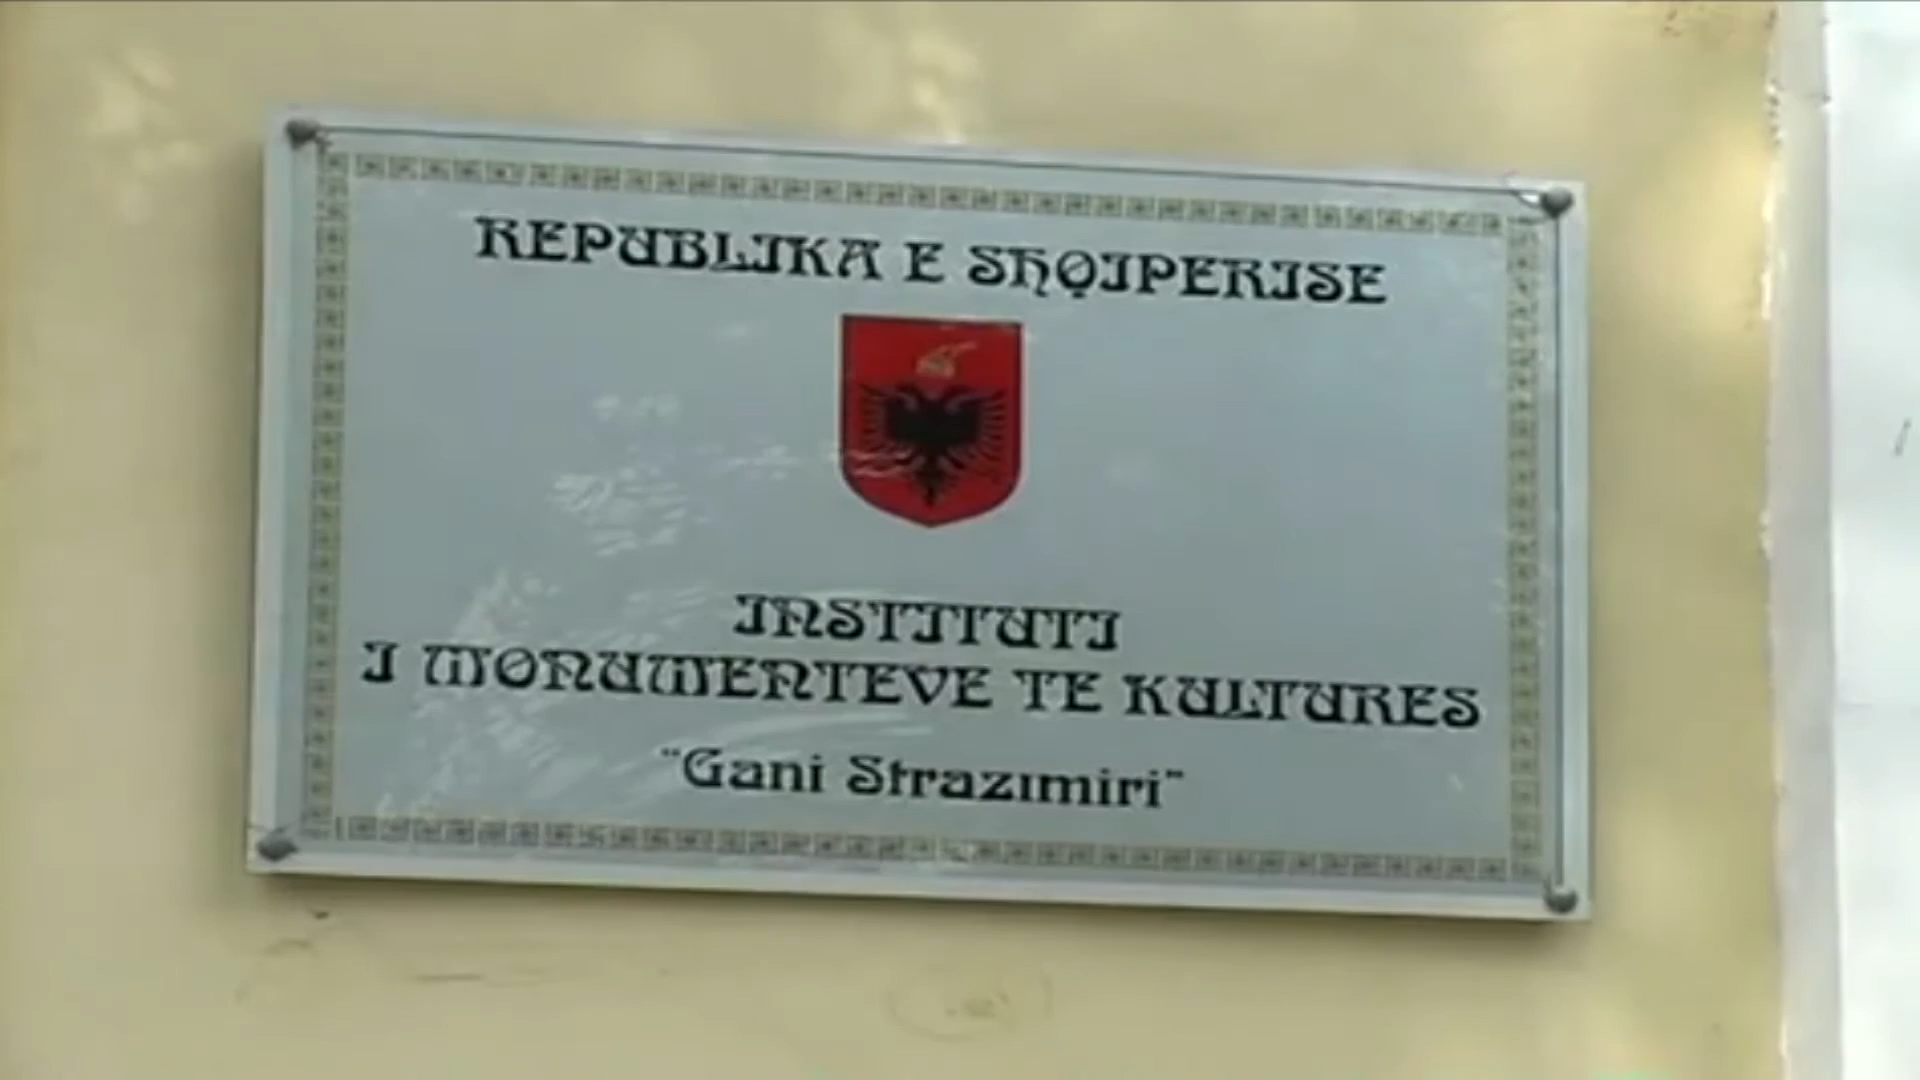 REPUBLIKA E SHQIPERISE
INSTITUTI
I MONUMENTEVE TE KULTURES
"Gani Strazimiri"